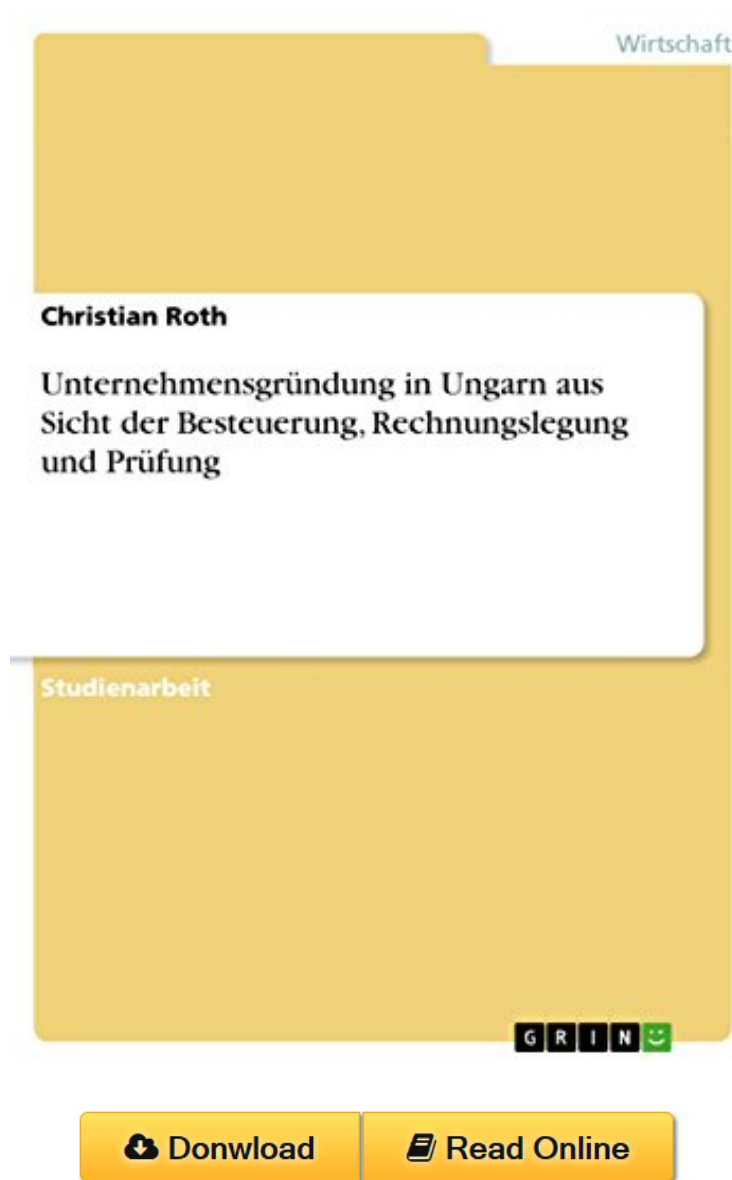 Wirtschaft
Christian Roth
Unternehmensgründung in Ungarn aus
Sicht der Besteuerung, Rechnungslegung
und Prüfung
Studienarbeit
GRIN
Donwload
Read Online